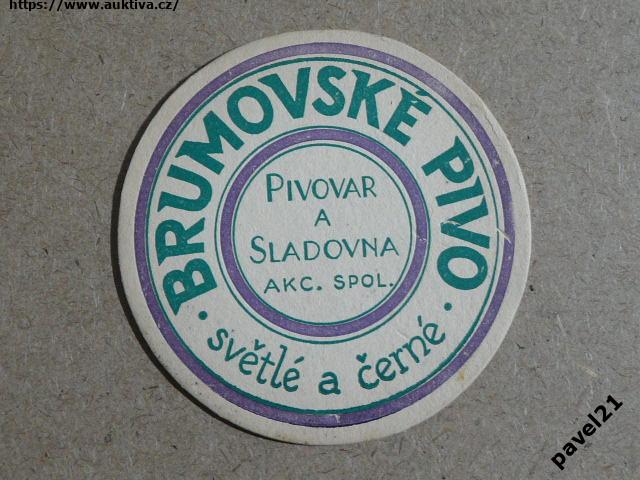 https://www.auktiva.cz/
BRUMOVSKÉ PIVO
PIVOVAR
A
SLADOVNA
AKC. SPOL.
· světlé a černé ·
pavel21